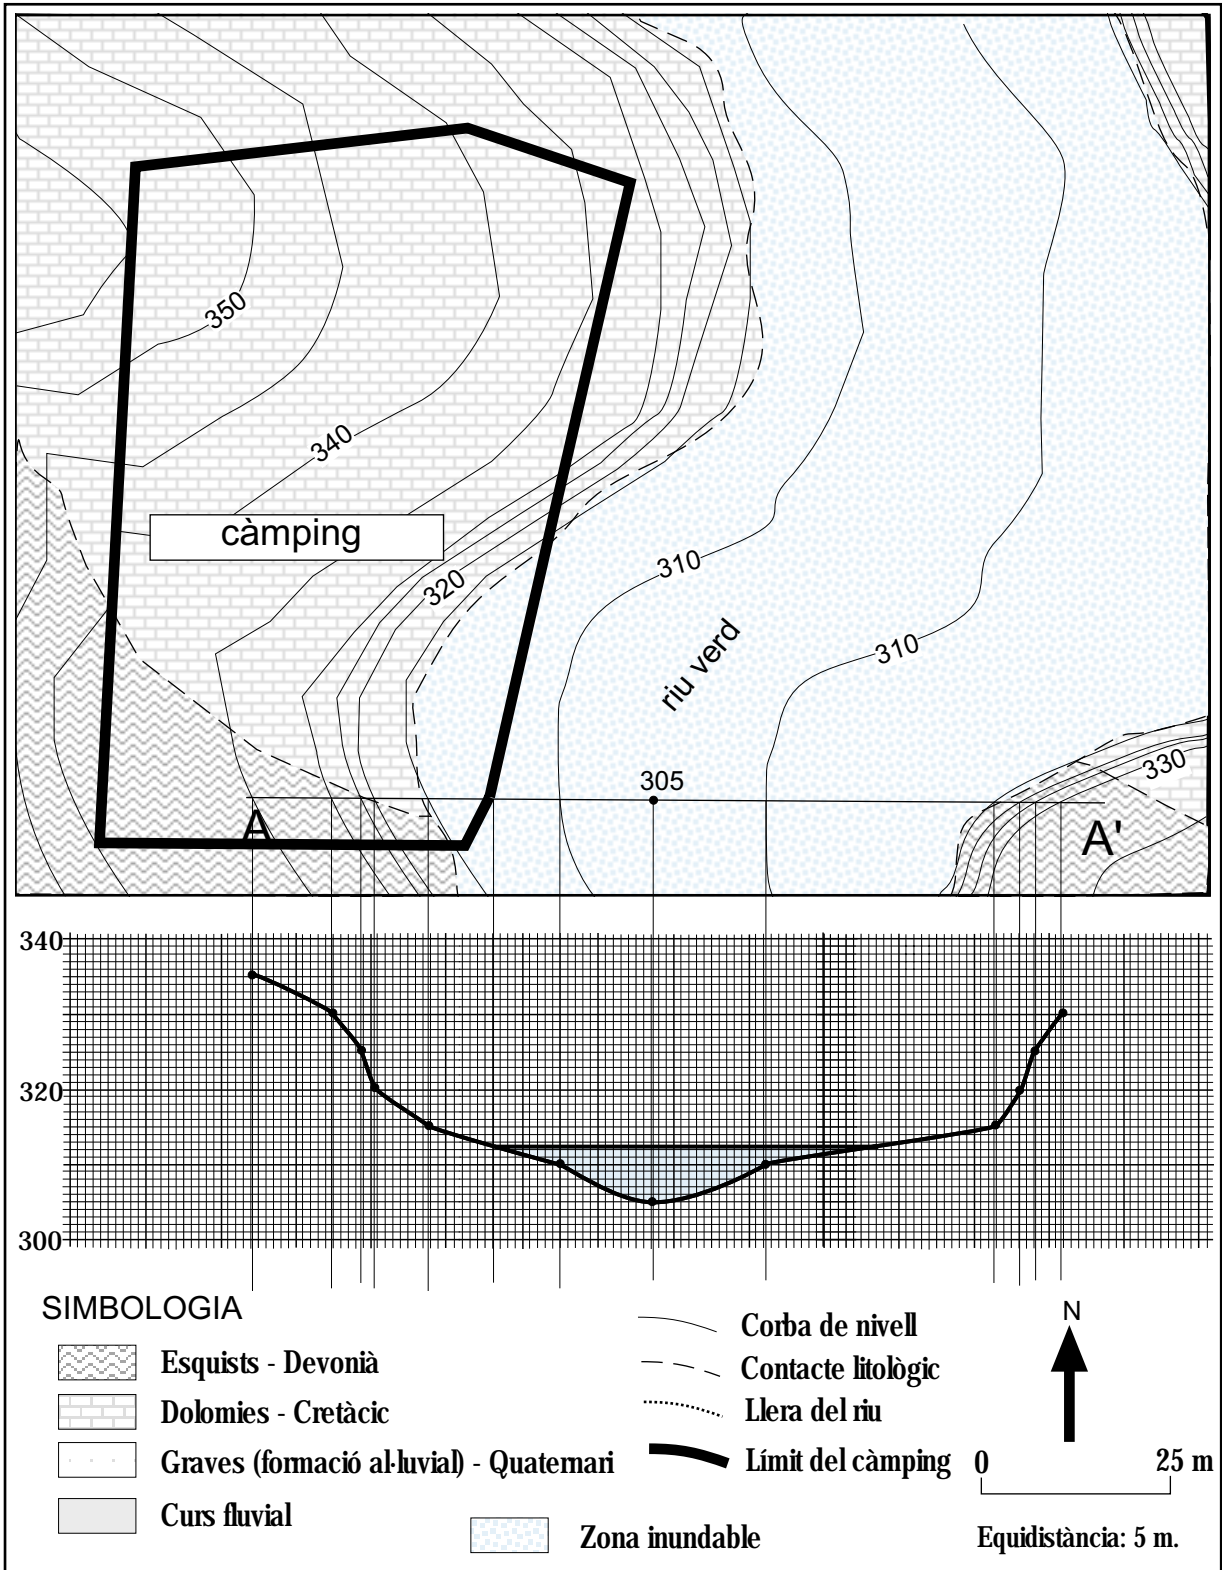 350
340
càmping
320
310
riu verd
310
305
330
A
A'
340
320
300
SIMBOLOGIA
Esquists - Devonià
Dolomies - Cretàcic
Graves (formació al·luvial) - Quaternari
Curs fluvial
Zona inundable
Corba de nivell
Contacte litològic
Llera del riu
Límit del càmping
N
0 25 m
Equidistància: 5 m.